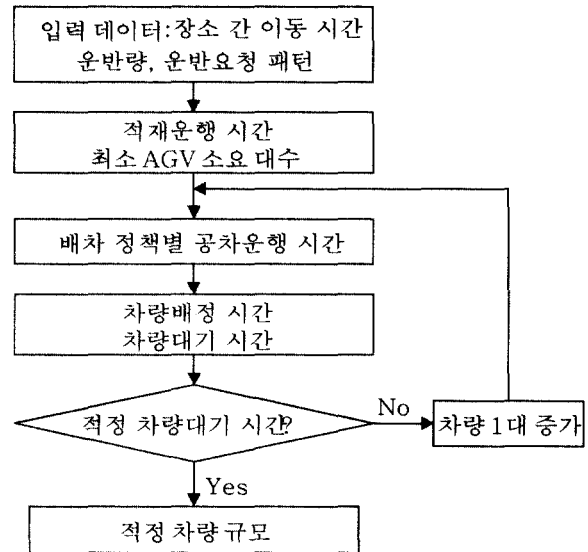 입력 데이터:장소 간 이동 시간
운반량, 운반요청 패턴
적재운행 시간
최소 AGV 소요 대수
배차 정책별 공차운행 시간
차량배정 시간
차량대기 시간
적정 차량대기 시간?
No
차량 1대 증가
Yes
적정 차량 규모